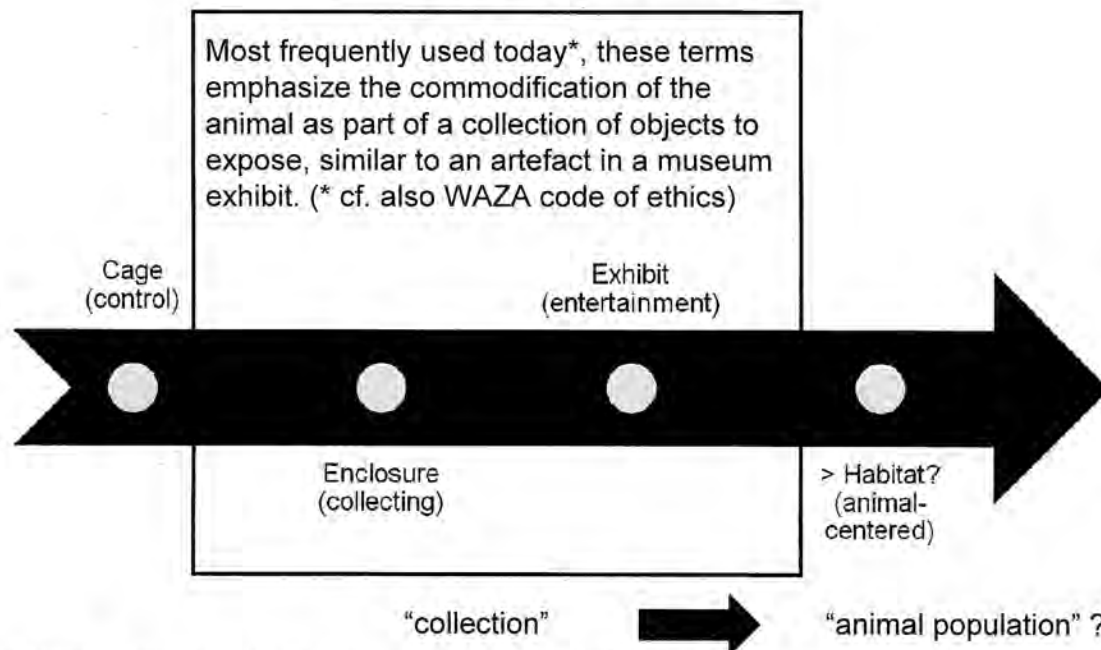 Most frequently used today*, these terms
emphasize the commodification of the
animal as part of a collection of objects to
expose, similar to an artefact in a museum
exhibit. (* cf. also WAZA code of ethics)
Cage
(control)
Exhibit
(entertainment)
Enclosure
(collecting)
> Habitat?
(animal-
centered)
"collection"
"animal population" ?